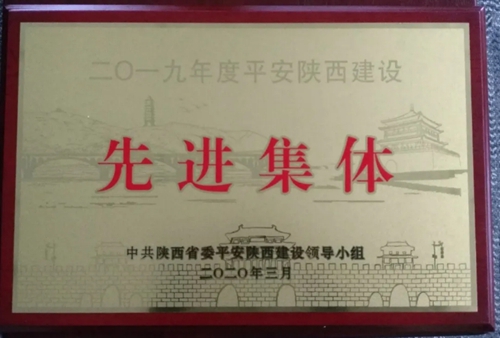 二〇一九年度平安陕西建设
先进集体
中共陕西省委平安陕西建设领导小组
二〇二〇年三月